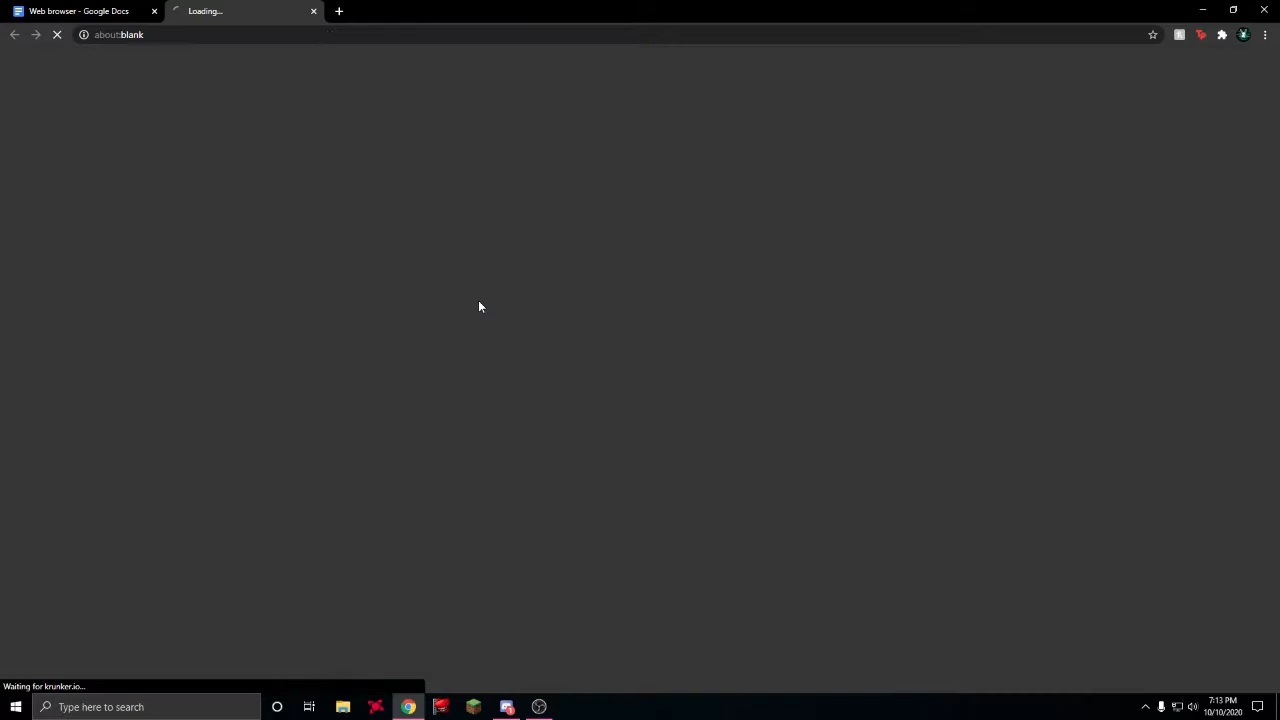 Web browser - Google Docs
Loading...
about:blank
Waiting for krunker.io...
Type here to search
1
7:13 PM
10/10/2020